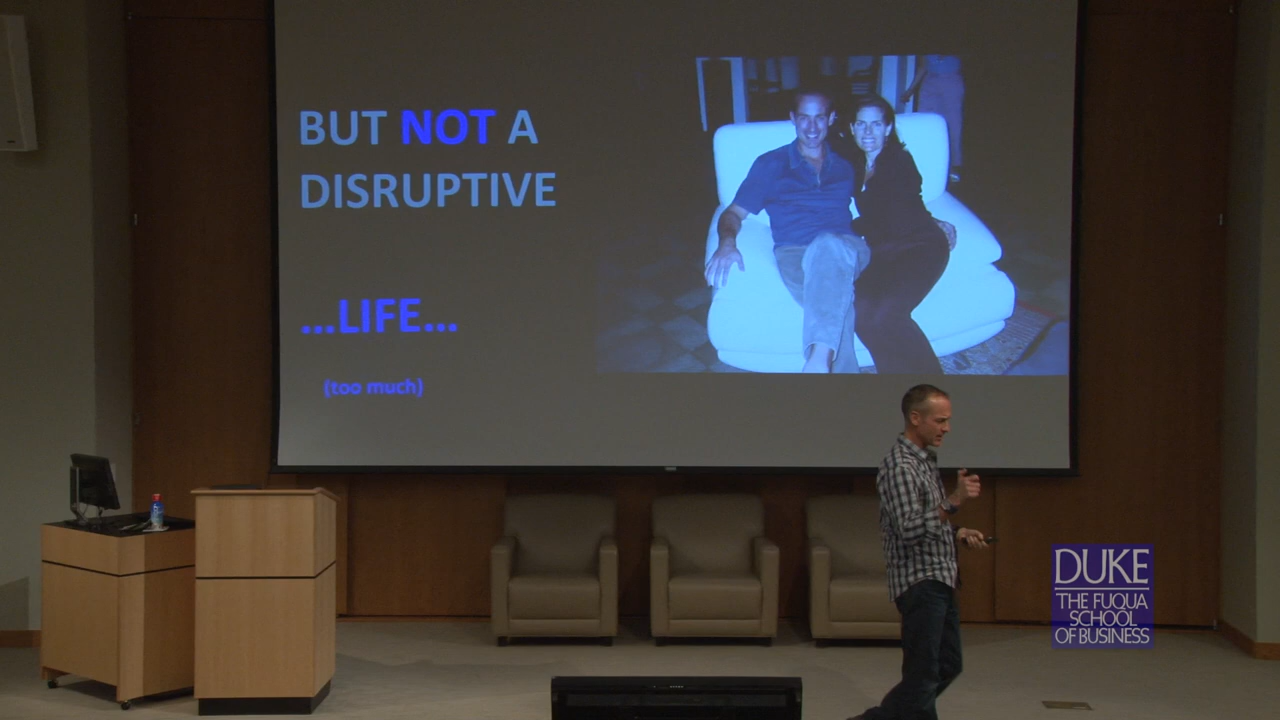 BUT NOT A
DISRUPTIVE
...LIFE...
(too much)
DUKE
THE FUQUA
SCHOOL
OF BUSINESS